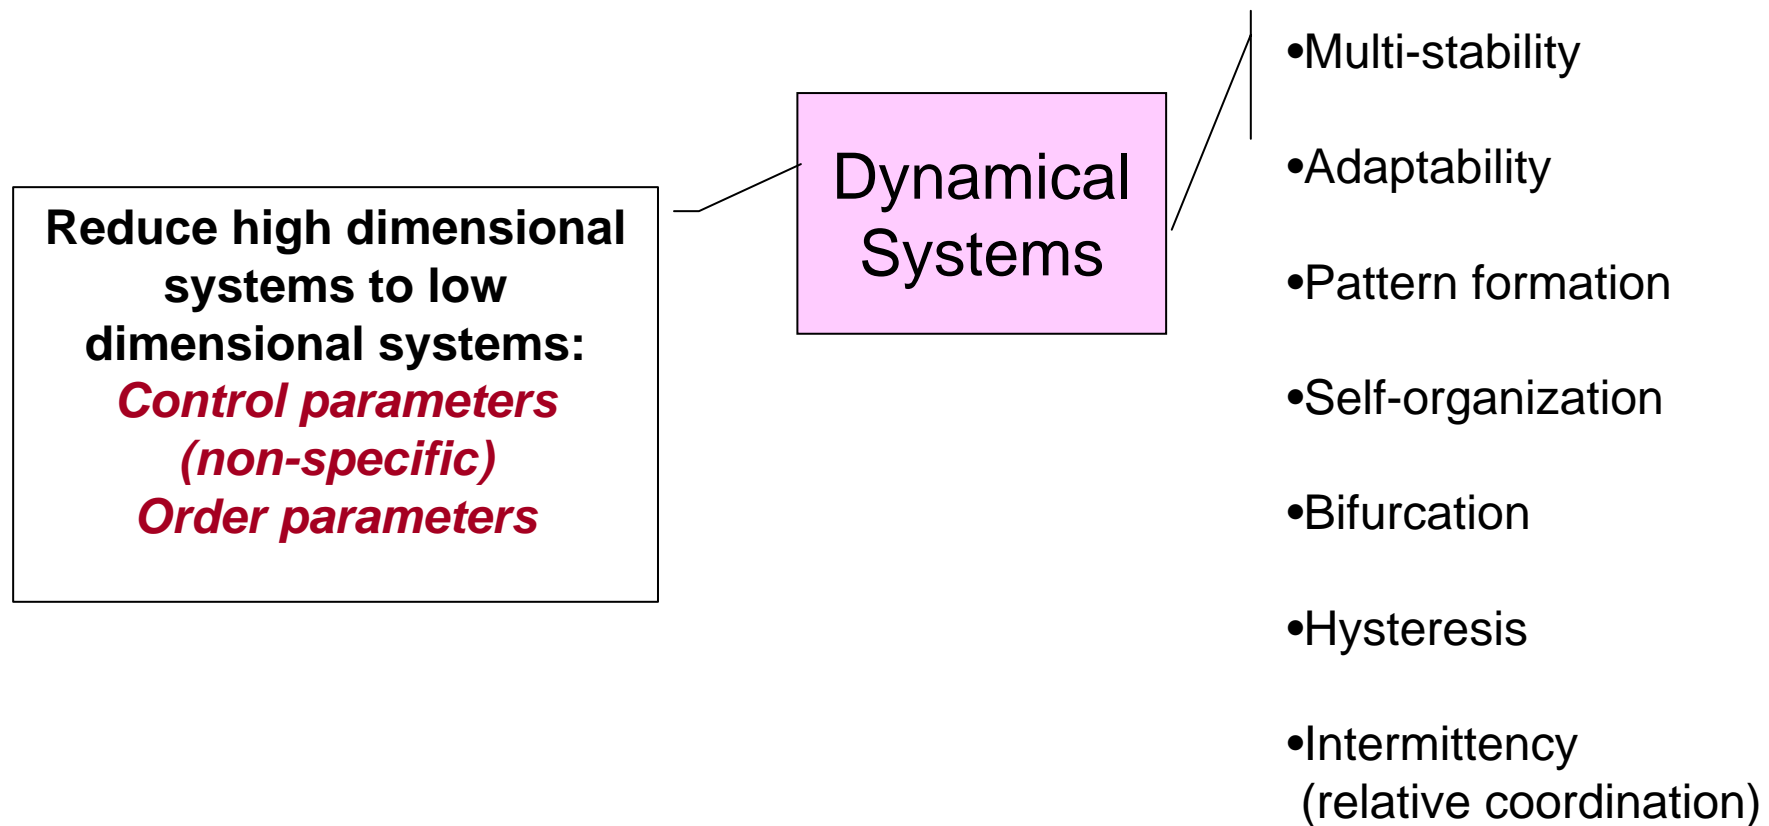 Reduce high dimensional
systems to low
dimensional systems:
Control parameters
(non-specific)
Order parameters
Dynamical
Systems
•Multi-stability
•Adaptability
•Pattern formation
•Self-organization
•Bifurcation
•Hysteresis
•Intermittency
(relative coordination)